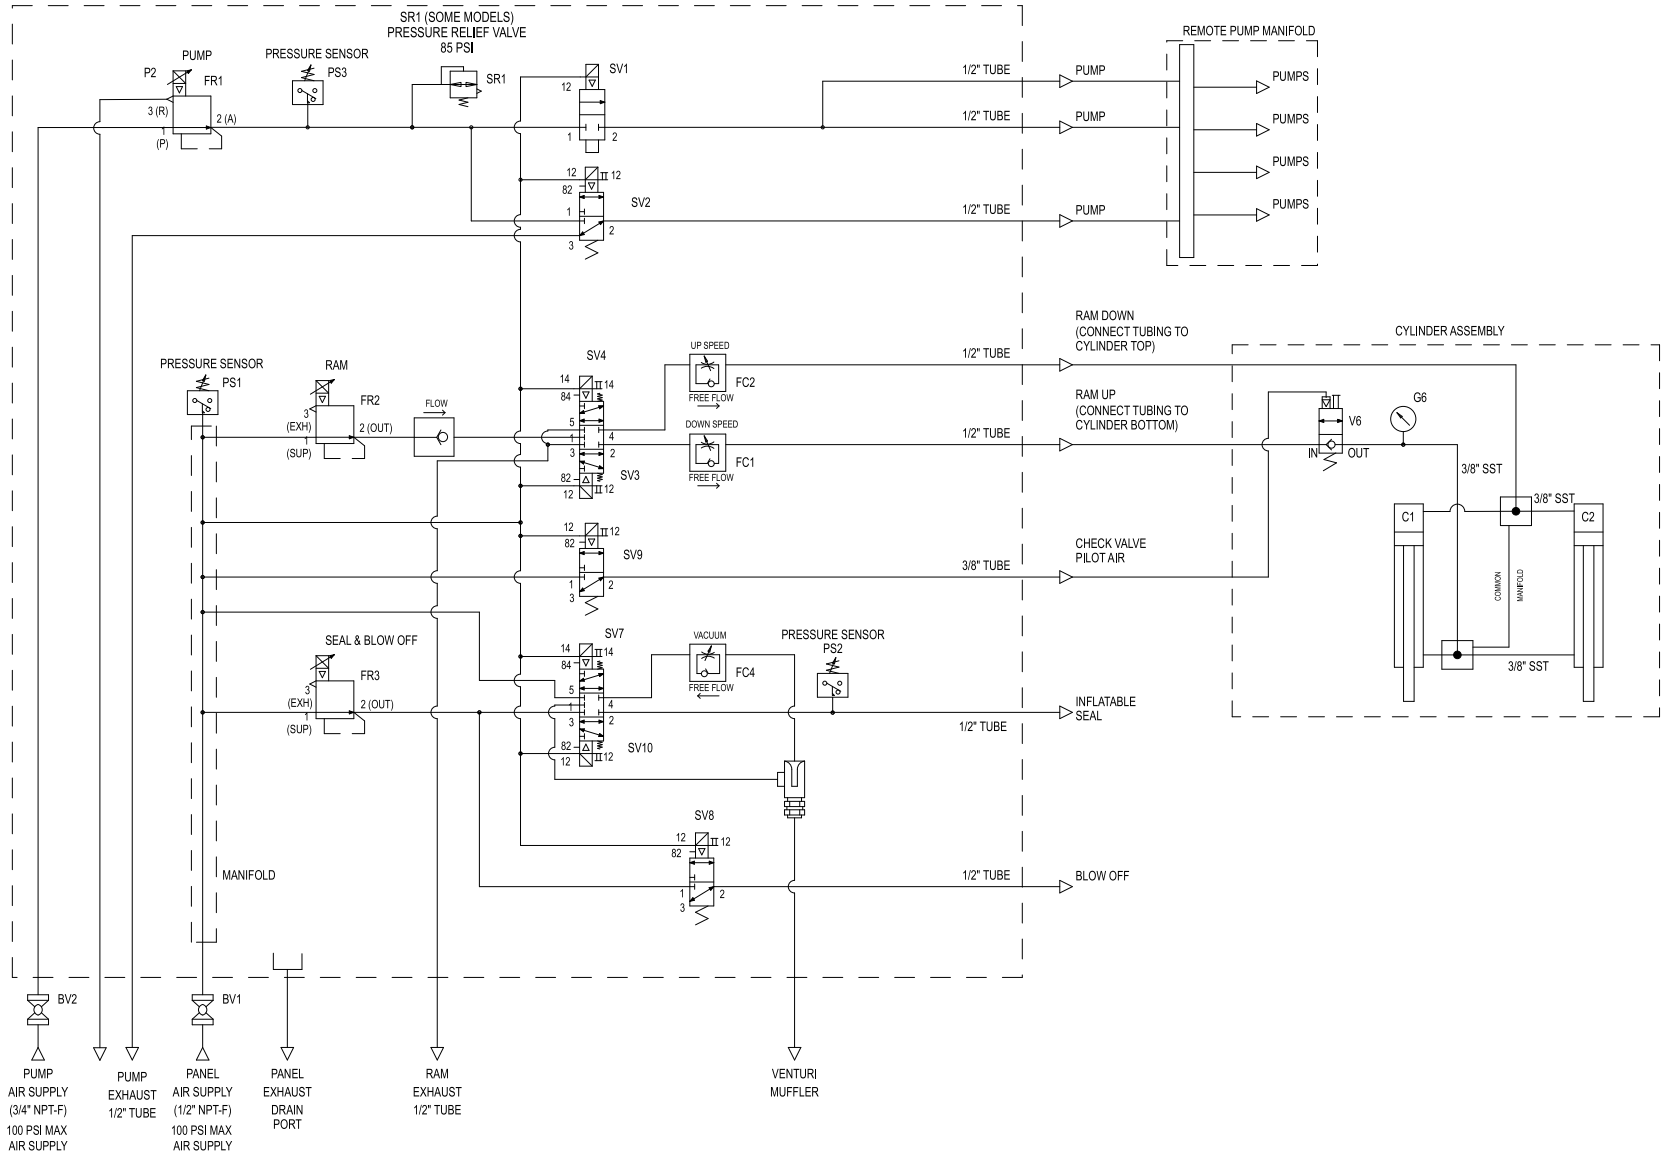 SR1 (SOME MODELS)
PRESSURE RELIEF VALVE
85 PSI
PUMP
P2
FR1
3 (R)
2 (A)
1
(P)
PRESSURE SENSOR
PS3
SR1
SV1
12
1
2
1/2" TUBE
PUMP
1/2" TUBE
PUMP
REMOTE PUMP MANIFOLD
PUMPS
PUMPS
PUMPS
PUMPS
12
12
82
SV2
1
2
3
1/2" TUBE
PUMP
PRESSURE SENSOR
PS1
RAM
FR2
3
(EXH)
1
(SUP)
2 (OUT)
FLOW
SV4
14
14
84
5
1
4
3
2
SV3
82
12
12
UP SPEED
FC2
FREE FLOW
DOWN SPEED
FC1
FREE FLOW
1/2" TUBE
RAM DOWN
(CONNECT TUBING TO
CYLINDER TOP)
1/2" TUBE
RAM UP
(CONNECT TUBING TO
CYLINDER BOTTOM)
CYLINDER ASSEMBLY
V6
IN
OUT
G6
3/8" SST
3/8" SST
C1
C2
COMMON
MANIFOLD
3/8" SST
12
12
82
SV9
1
2
3
3/8" TUBE
CHECK VALVE
PILOT AIR
SEAL & BLOW OFF
FR3
3
(EXH)
1
(SUP)
2 (OUT)
SV7
14
14
84
5
1
4
3
2
SV10
82
12
12
VACUUM
FC4
FREE FLOW
PRESSURE SENSOR
PS2
1/2" TUBE
INFLATABLE
SEAL
SV8
12
12
82
1
2
3
1/2" TUBE
BLOW OFF
MANIFOLD
BV2
BV1
PUMP
AIR SUPPLY
(3/4" NPT-F)
100 PSI MAX
AIR SUPPLY
PUMP
EXHAUST
1/2" TUBE
PANEL
AIR SUPPLY
(1/2" NPT-F)
100 PSI MAX
AIR SUPPLY
PANEL
EXHAUST
DRAIN
PORT
RAM
EXHAUST
1/2" TUBE
VENTURI
MUFFLER